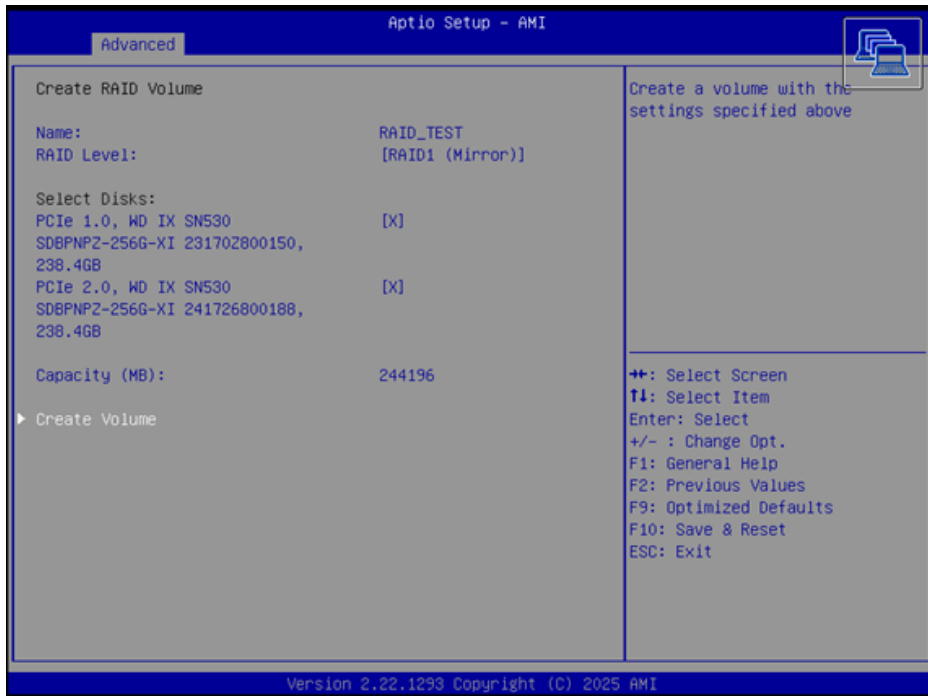 Aptio Setup - AMI
Advanced
Create RAID Volume
Name: RAID_TEST
RAID Level: [RAID1 (Mirror)]
Select Disks:
PCIe 1.0, WD IX SN530 [X]
SDBPNPZ-256G-XI 23170Z800150,
238.4GB
PCIe 2.0, WD IX SN530 [X]
SDBPNPZ-256G-XI 241726800188,
238.4GB
Capacity (MB): 244196
Create Volume
Create a volume with the
settings specified above
→←: Select Screen
↑↓: Select Item
Enter: Select
+/- : Change Opt.
F1: General Help
F2: Previous Values
F9: Optimized Defaults
F10: Save & Reset
ESC: Exit
Version 2.22.1293 Copyright (C) 2025 AMI